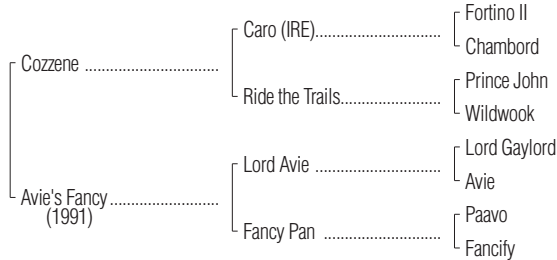 Fortino II
Caro (IRE)
Chambord
Cozzene
Prince John
Ride the Trails
Wildwook
Lord Gaylord
Lord Avie
Avie
Avie's Fancy
(1991)
Paavo
Fancy Pan
Fancify